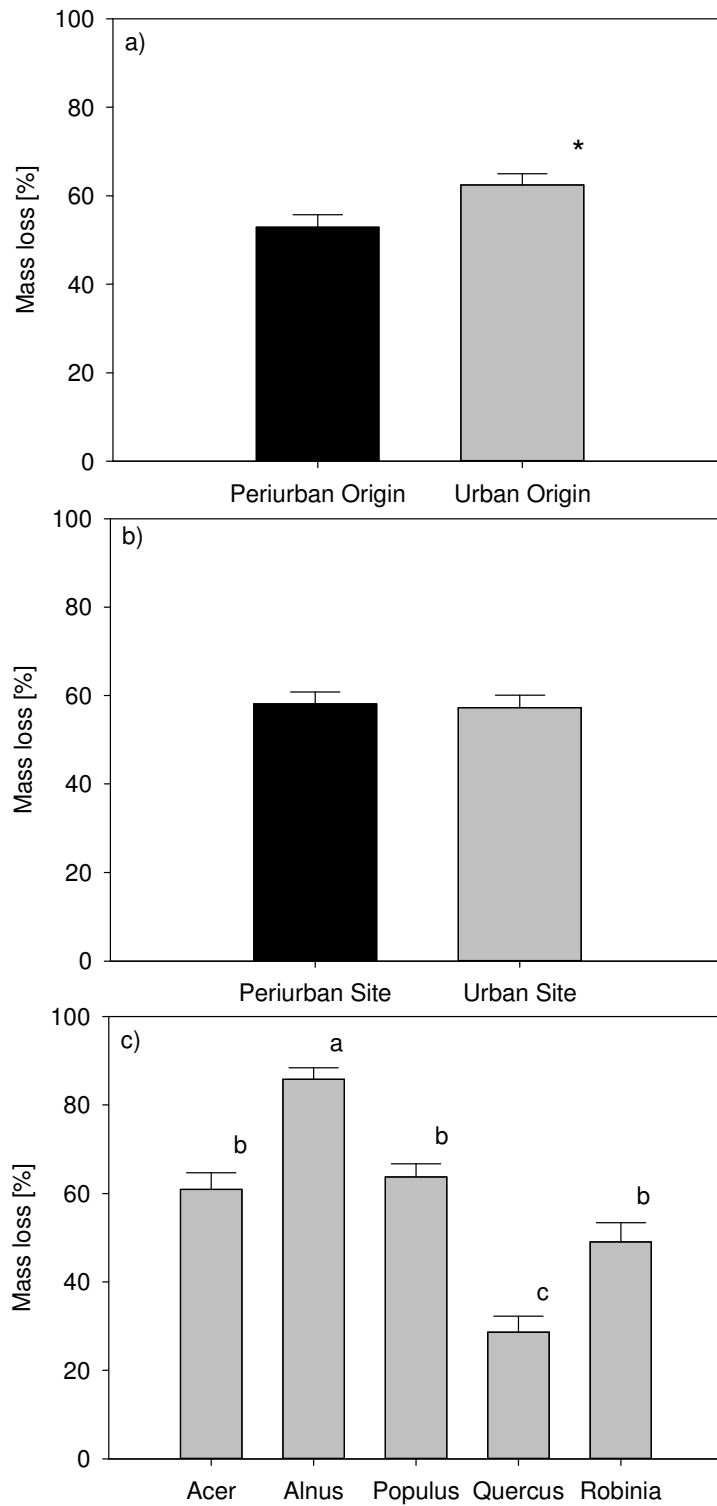 a)
100
80
60
40
20
0
Mass loss [%]
*
Periurban Origin Urban Origin
b)
100
80
60
40
20
0
Mass loss [%]
Periurban Site Urban Site
c)
100
80
60
40
20
0
Mass loss [%]
b a b c b
Acer Alnus Populus Quercus Robinia